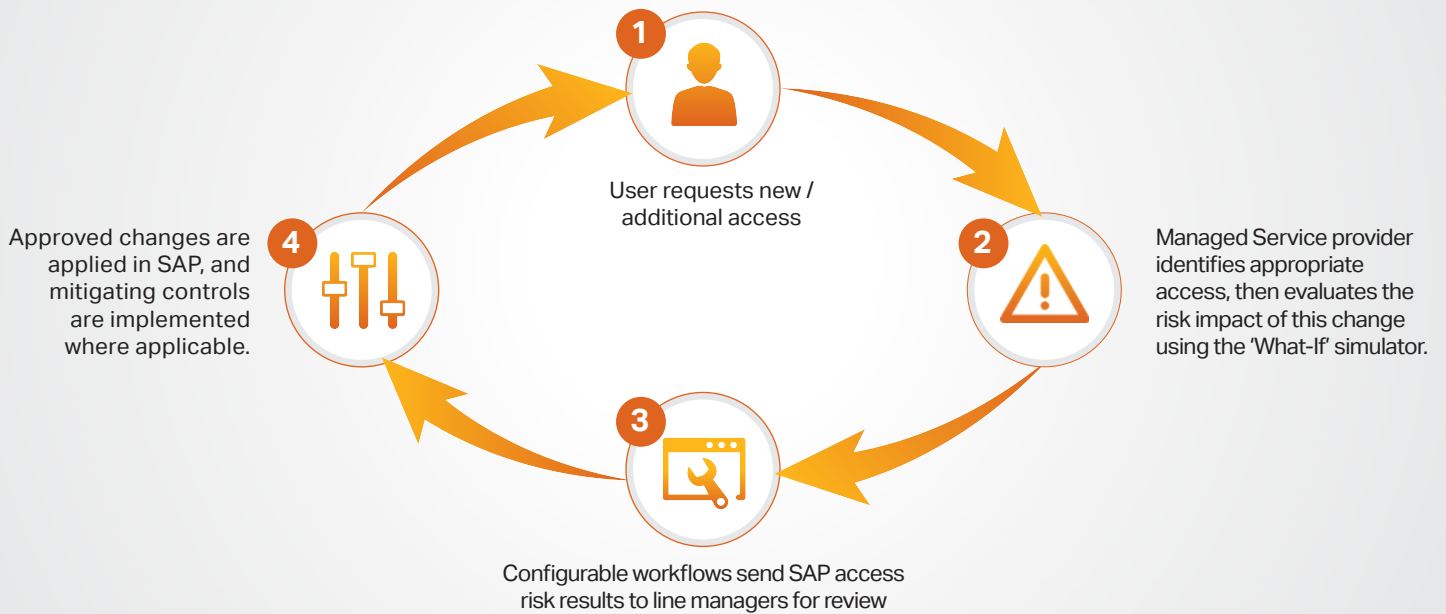 1
User requests new /
additional access
2
Managed Service provider
identifies appropriate
access, then evaluates the
risk impact of this change
using the ‘What-If’ simulator.
3
Configurable workflows send SAP access
risk results to line managers for review
4
Approved changes are
applied in SAP, and
mitigating controls
are implemented
where applicable.